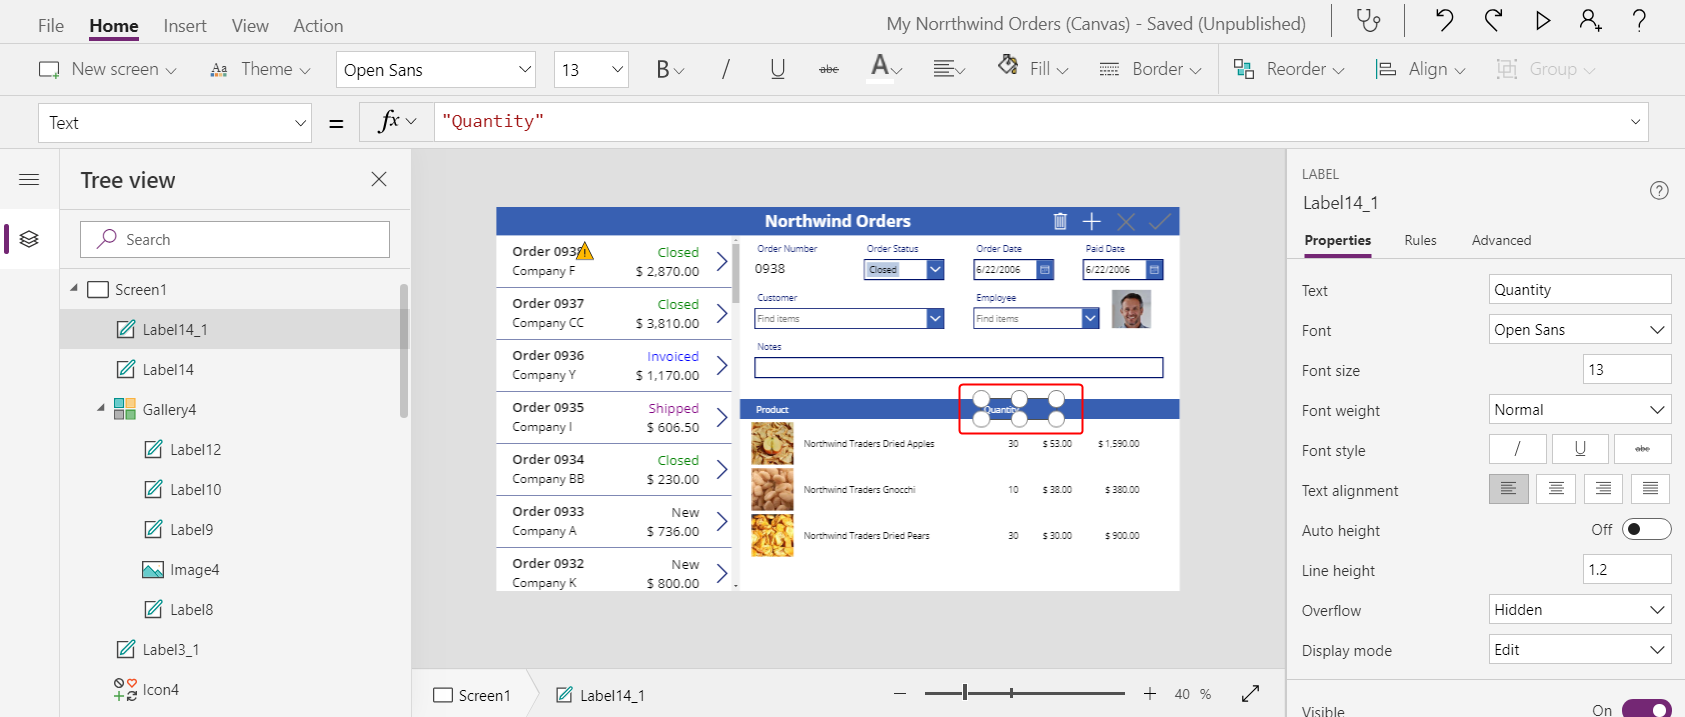 File Home Insert View Action My Norrthwind Orders (Canvas) - Saved (Unpublished) ?
New screen Aa Theme Open Sans 13 B / U abc A Fill Border Reorder Align Group
Text = fx "Quantity"
Tree view
Search
Screen1
Label14_1
Label14
Gallery4
Label12
Label10
Label9
Image4
Label8
Label3_1
Icon4
Northwind Orders
Order 0938 Closed
Company F $ 2,870.00
Order 0937 Closed
Company CC $ 3,810.00
Order 0936 Invoiced
Company Y $ 1,170.00
Order 0935 Shipped
Company I $ 606.50
Order 0934 Closed
Company BB $ 230.00
Order 0933 New
Company A $ 736.00
Order 0932 New
Company K $ 800.00
Order Number Order Status Order Date Paid Date
0938 Closed 6/22/2006 6/22/2006
Customer Employee
Find items Find items
Notes
Product Quantity
Northwind Traders Dried Apples 30 $ 53.00 $ 1,590.00
Northwind Traders Gnocchi 10 $ 38.00 $ 380.00
Northwind Traders Dried Pears 30 $ 30.00 $ 900.00
Screen1 Label14_1 40 %
LABEL
Label14_1
Properties Rules Advanced
Text Quantity
Font Open Sans
Font size 13
Font weight Normal
Font style / U abc
Text alignment
Auto height Off
Line height 1.2
Overflow Hidden
Display mode Edit
Visible On